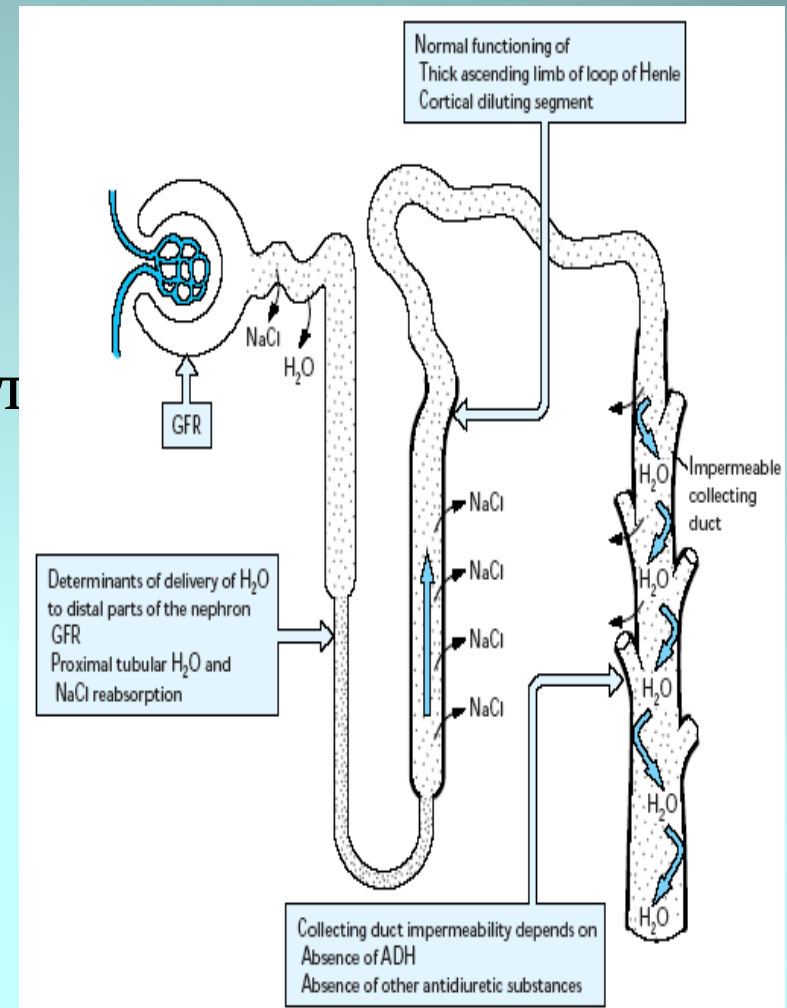 Normal functioning of
Thick ascending limb of loop of Henle
Cortical diluting segment
NaCl
H₂O
GFR
H₂O
Impermeable
collecting
duct
NaCl
H₂O
NaCl
Determinants of delivery of H₂O
to distal parts of the nephron
GFR
Proximal tubular H₂O and
NaCl reabsorption
NaCl
H₂O
NaCl
H₂O
H₂O
Collecting duct impermeability depends on
Absence of ADH
Absence of other antidiuretic substances